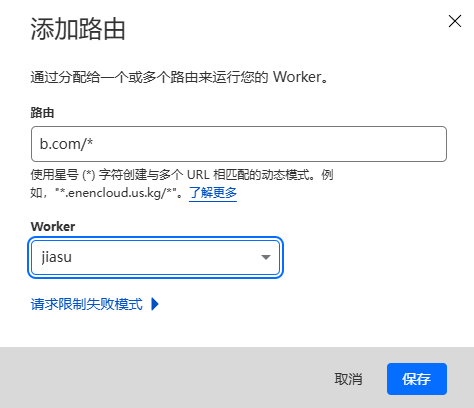 添加路由
通过分配给一个或多个路由来运行您的 Worker。
路由
b.com/*
使用星号 (*) 字符创建与多个 URL 相匹配的动态模式。例
如，"*.enencloud.us.kg/*"。了解更多
Worker
jiasu
请求限制失败模式
取消
保存